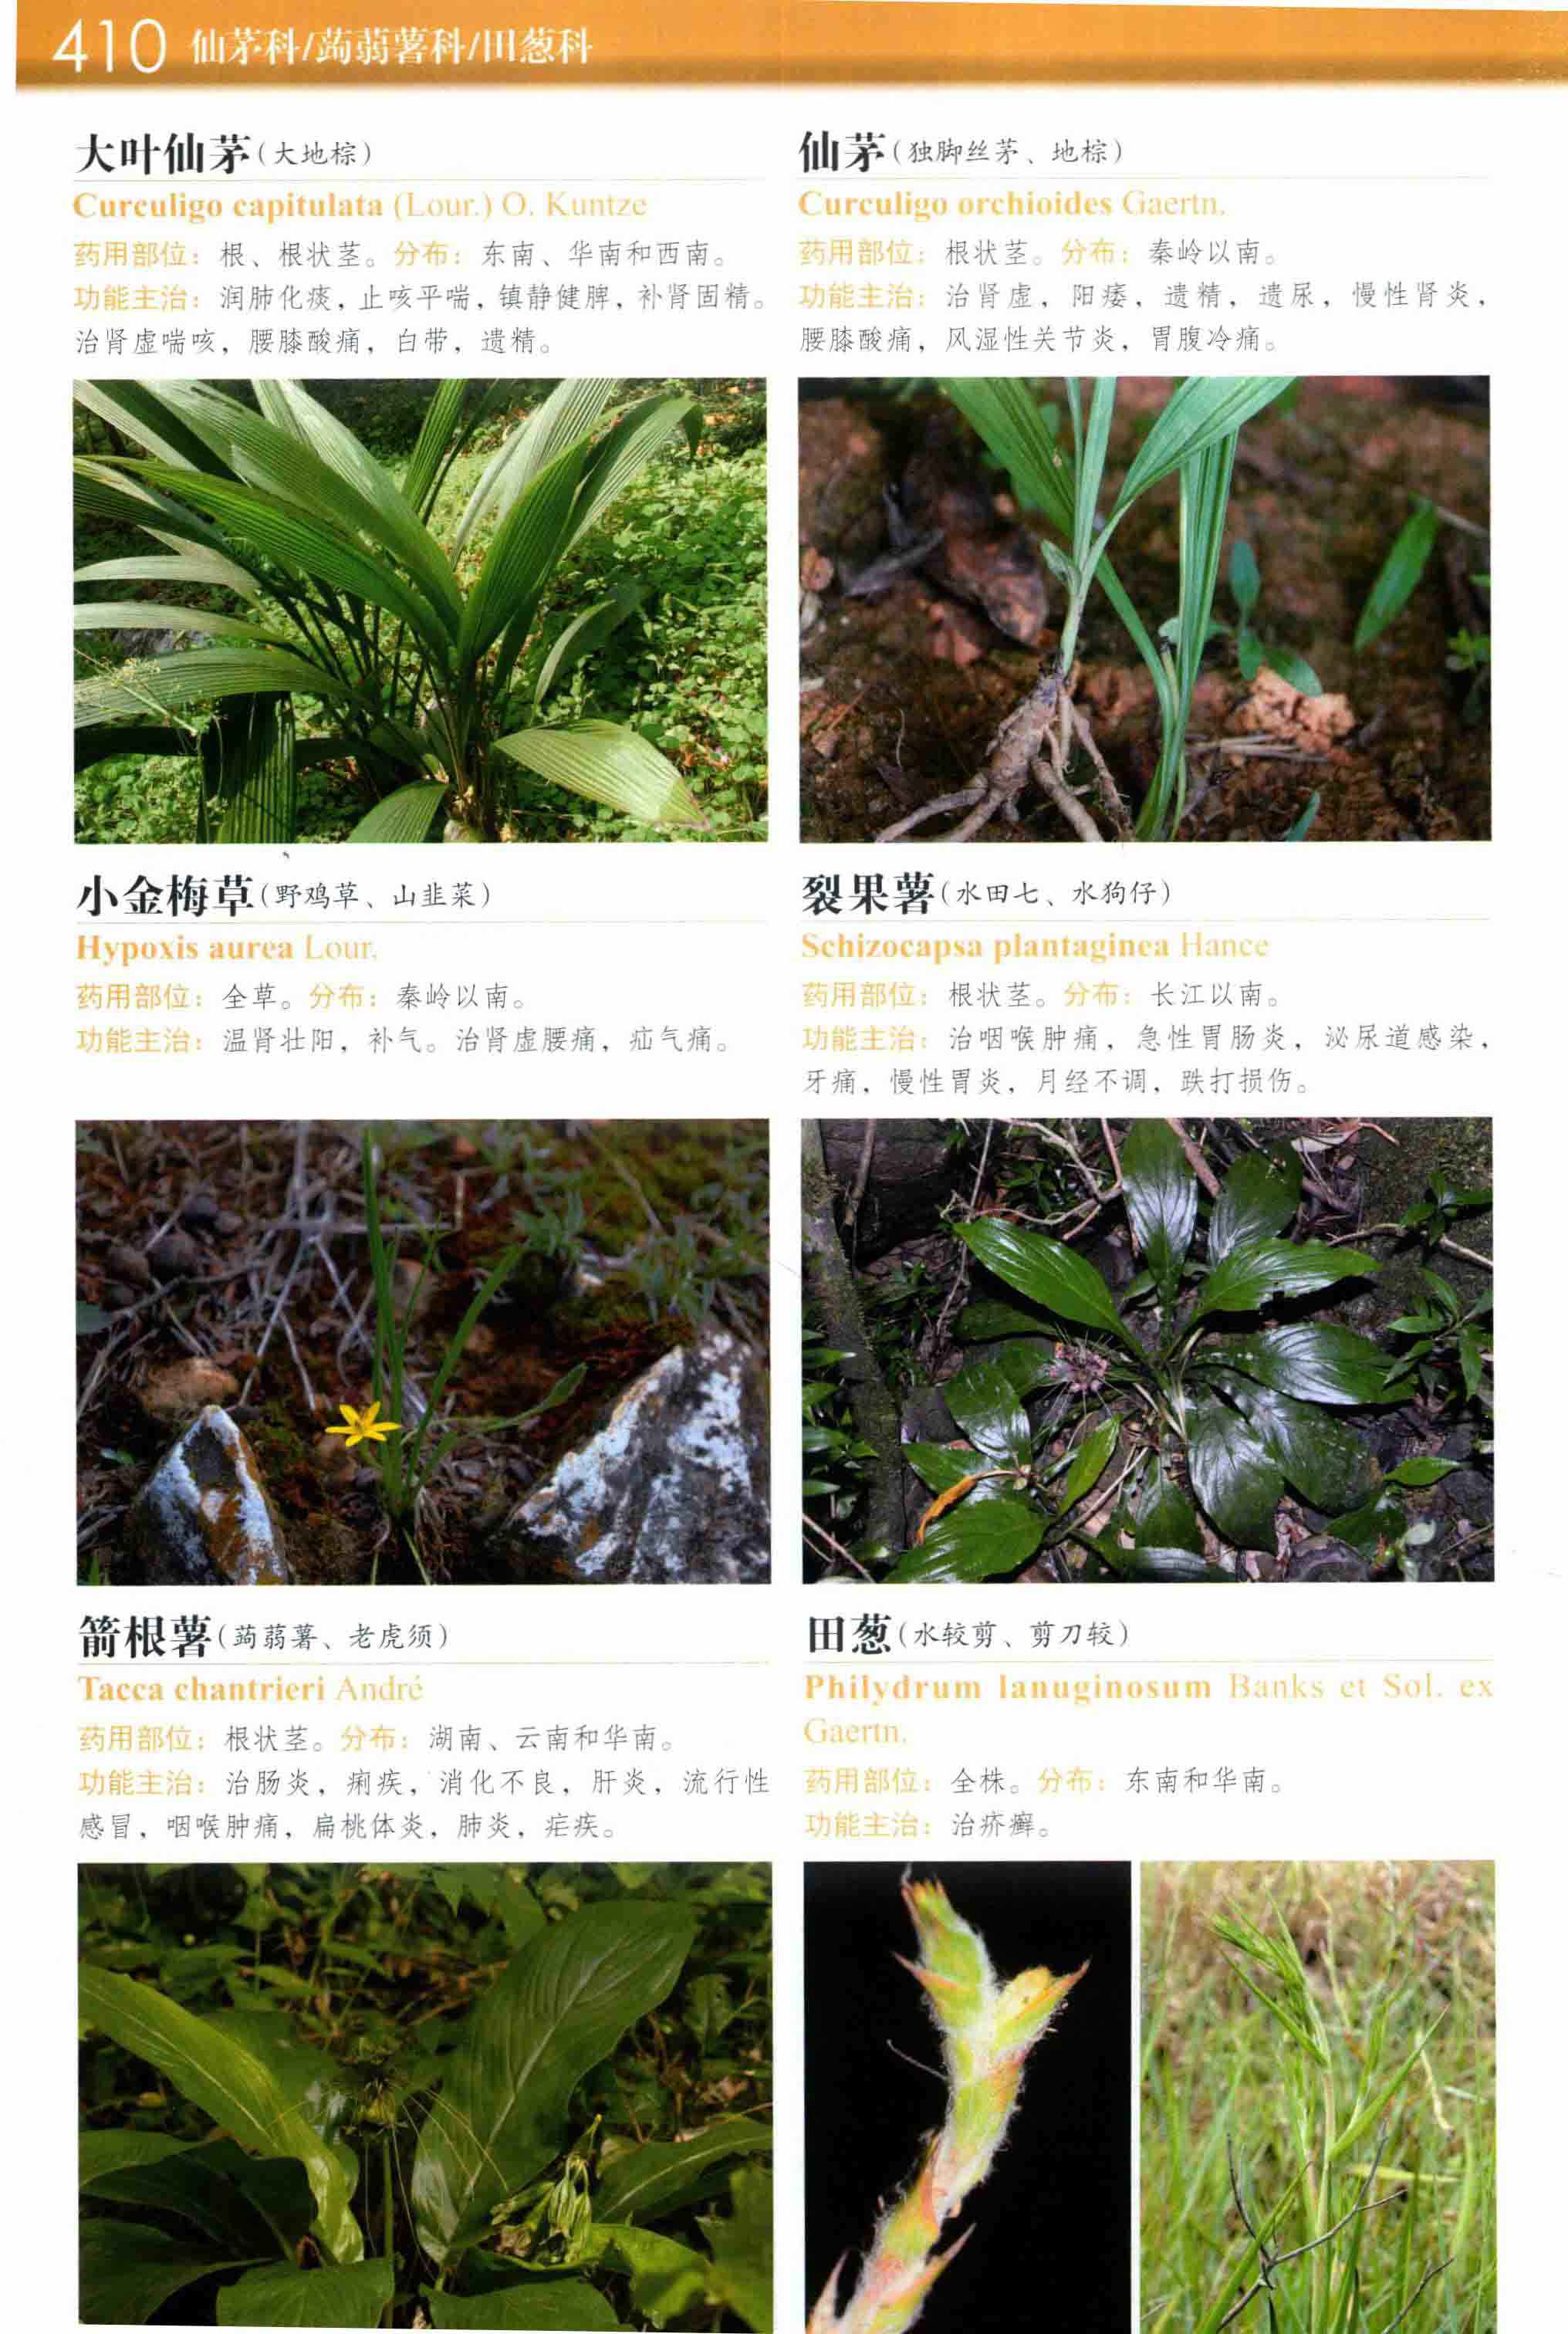 410 仙茅科/蒟蒻薯科/田葱科
大叶仙茅(大地棕)
Curculigo capitulata (Lour.) O. Kuntze
药用部位：根、根状茎。分布：东南、华南和西南。
功能主治：润肺化痰，止咳平喘，镇静健脾，补肾固精。
治肾虚喘咳，腰膝酸痛，白带，遗精。
仙茅(独脚丝茅、地棕)
Curculigo orchioides Gaertn.
药用部位：根状茎。分布：秦岭以南。
功能主治：治肾虚，阳痿，遗精，遗尿，慢性肾炎，
腰膝酸痛，风湿性关节炎，胃腹冷痛。
小金梅草(野鸡草、山韭菜)
Hypoxis aurea Lour.
药用部位：全草。分布：秦岭以南。
功能主治：温肾壮阳，补气。治肾虚腰痛，疝气痛。
裂果薯(水田七、水狗仔)
Schizocapsa plantaginea Hance
药用部位：根状茎。分布：长江以南。
功能主治：治咽喉肿痛，急性胃肠炎，泌尿道感染，
牙痛，慢性胃炎，月经不调，跌打损伤。
箭根薯(蒟蒻薯、老虎须)
Tacca chantrieri André
药用部位：根状茎。分布：湖南、云南和华南。
功能主治：治肠炎，痢疾，消化不良，肝炎，流行性
感冒，咽喉肿痛，扁桃体炎，肺炎，疟疾。
田葱(水较剪、剪刀较)
Philydrum lanuginosum Banks et Sol. ex
Gaertn.
药用部位：全株。分布：东南和华南。
功能主治：治疥癣。